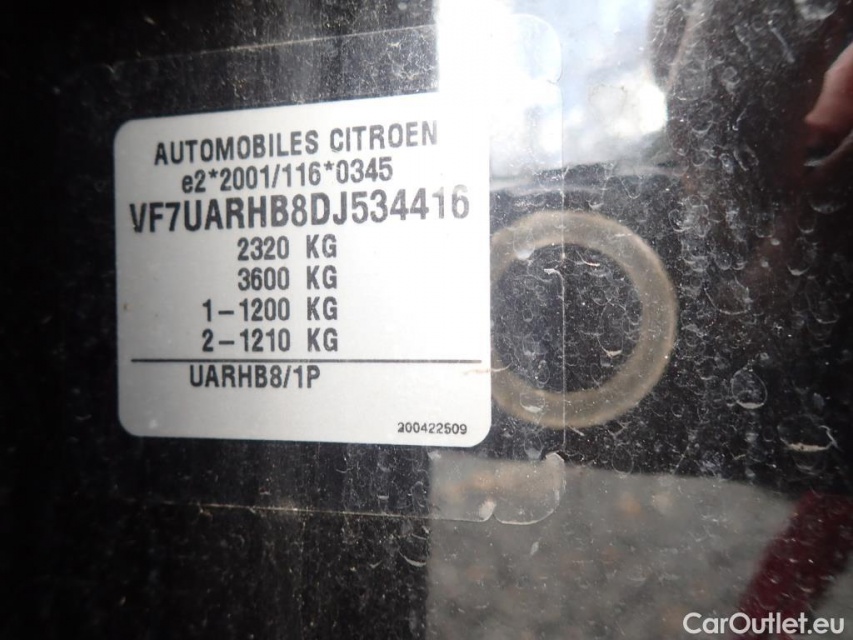 AUTOMOBILES CITROEN
e2*2001/116*0345
VF7UARHB8DJ534416
2320 KG
3600 KG
1-1200 KG
2-1210 KG
UARHB8/1P
200422509
CarOutlet.eu